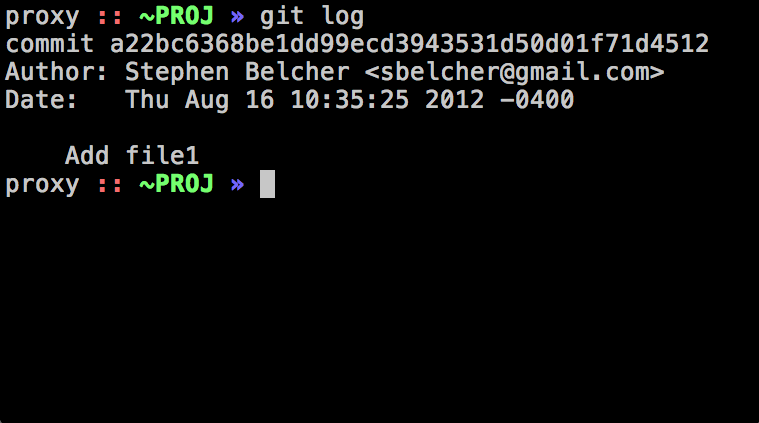 proxy :: ~PROJ » git log
commit a22bc6368be1dd99ecd3943531d50d01f71d4512
Author: Stephen Belcher <sbelcher@gmail.com>
Date:   Thu Aug 16 10:35:25 2012 -0400
    Add file1
proxy :: ~PROJ »